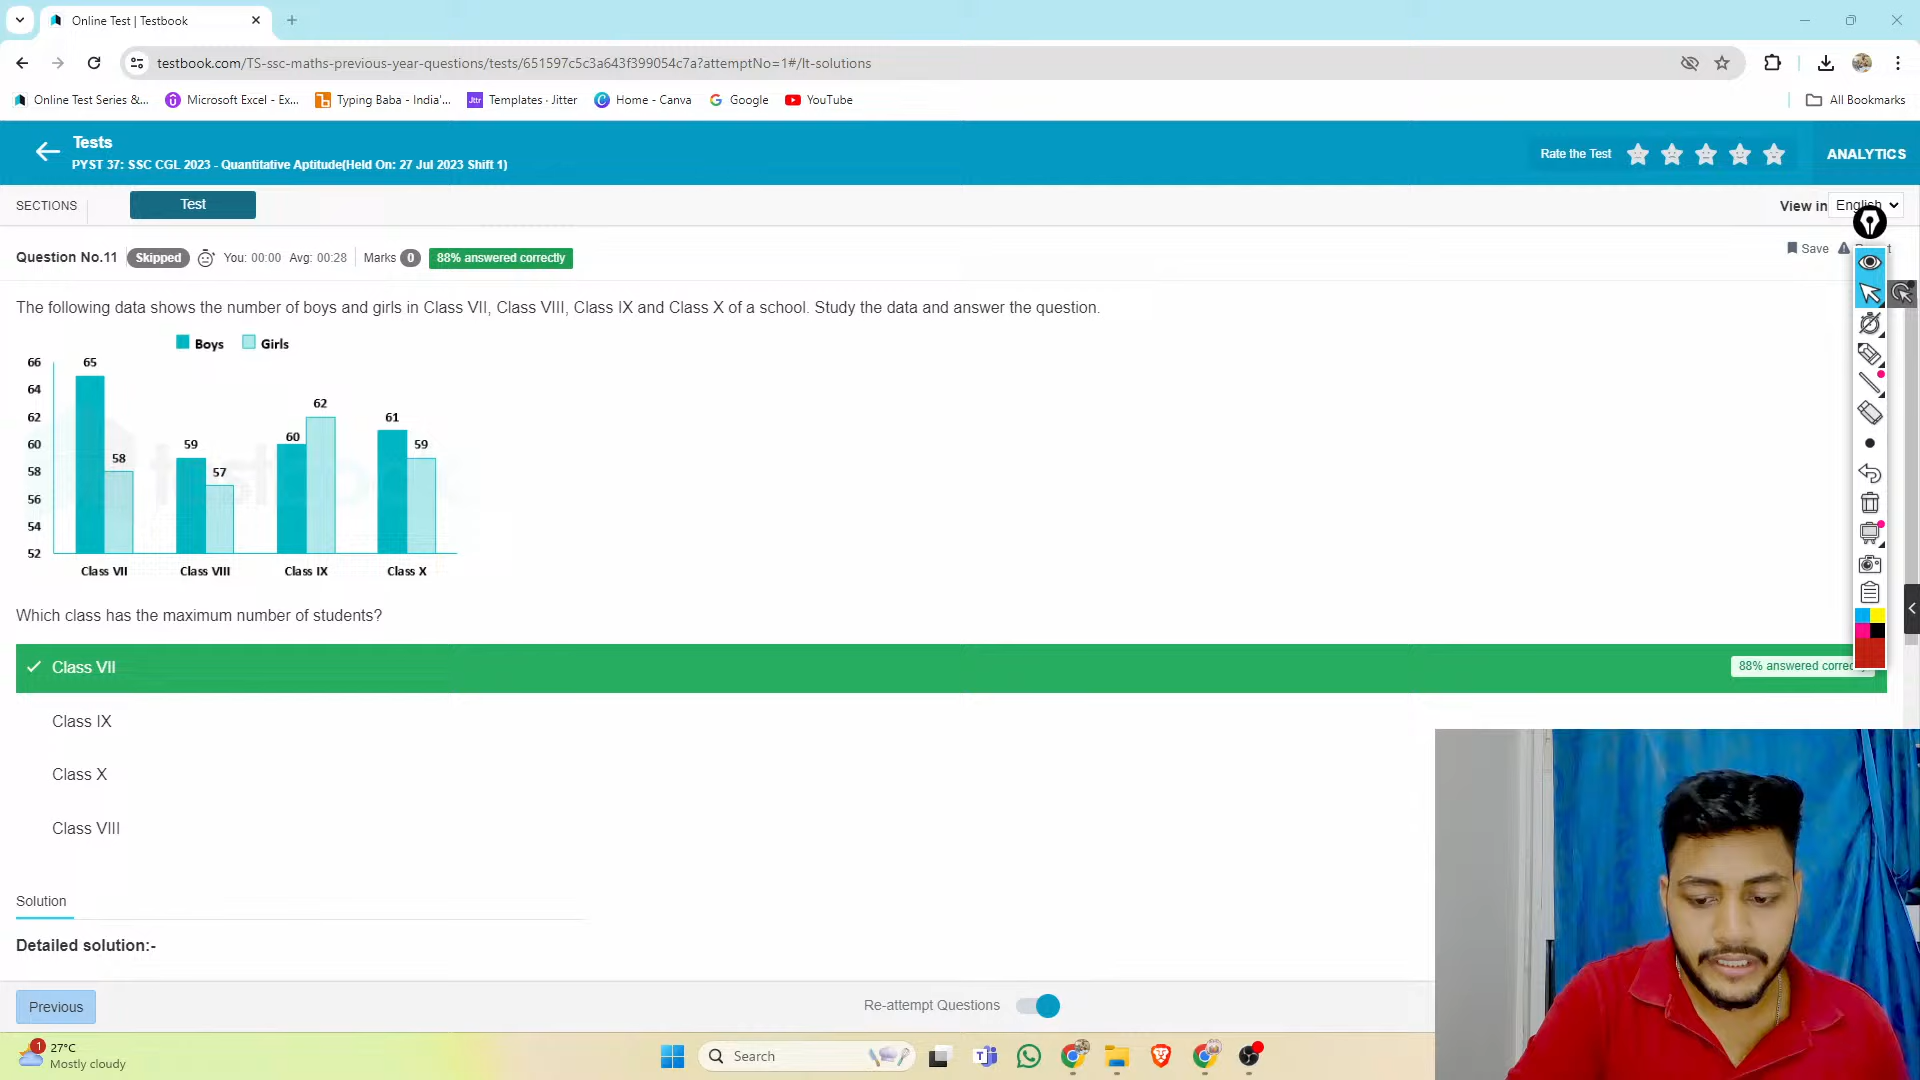 Online Test | Testbook
testbook.com/TS-ssc-maths-previous-year-questions/tests/651597c5c3a643f399054c7a?attemptNo=1#/lt-solutions
Online Test Series &... Microsoft Excel - Ex... Typing Baba - India'... Jitr Templates · Jitter Home - Canva Google YouTube All Bookmarks
Tests
PYST 37: SSC CGL 2023 - Quantitative Aptitude(Held On: 27 Jul 2023 Shift 1)
Rate the Test ANALYTICS
SECTIONS Test View in English
Question No.11 Skipped You: 00:00 Avg: 00:28 Marks 0 88% answered correctly Save
The following data shows the number of boys and girls in Class VII, Class VIII, Class IX and Class X of a school. Study the data and answer the question.
Boys Girls
66 65
64
62 62 61
60 59 60 59
58 58 57
56
54
52
Class VII Class VIII Class IX Class X
Which class has the maximum number of students?
Class VII 88% answered
Class IX
Class X
Class VIII
Solution
Detailed solution:-
Previous Re-attempt Questions
1 27°C
Mostly cloudy
Search